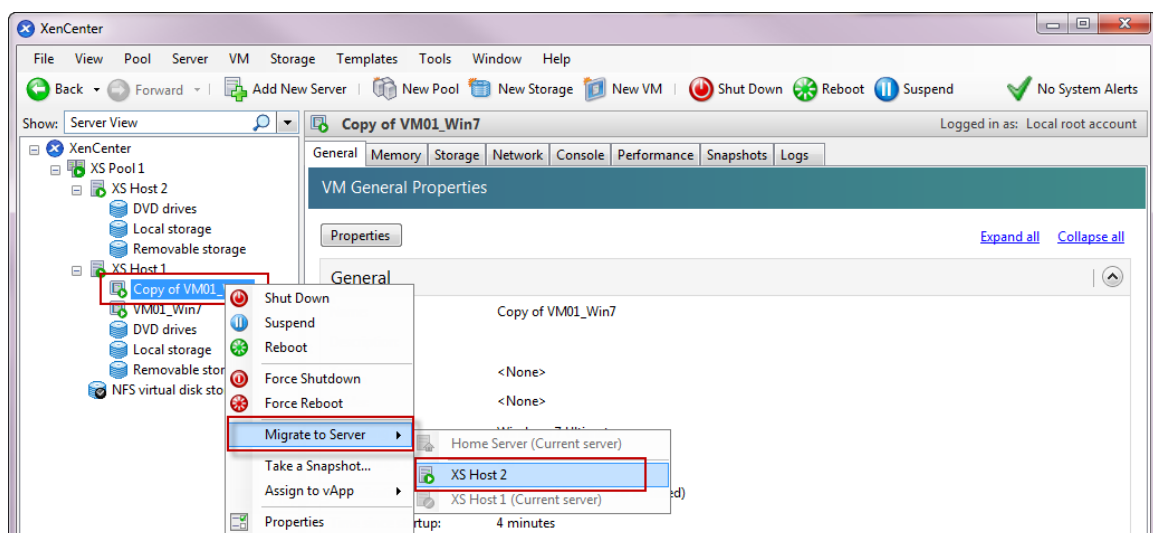 XenCenter
File View Pool Server VM Storage Templates Tools Window Help
Back Forward Add New Server New Pool New Storage New VM Shut Down Reboot Suspend No System Alerts
Show: Server View
Copy of VM01_Win7 Logged in as: Local root account
XenCenter
XS Pool 1
XS Host 2
DVD drives
Local storage
Removable storage
XS Host 1
Copy of VM01_
VM01_Win7
DVD drives
Local storage
Removable stor
NFS virtual disk sto
General Memory Storage Network Console Performance Snapshots Logs
VM General Properties
Properties Expand all Collapse all
General
Copy of VM01_Win7
<None>
<None>
ed)
rtup: 4 minutes
Shut Down
Suspend
Reboot
Force Shutdown
Force Reboot
Migrate to Server
Take a Snapshot...
Assign to vApp
Properties
Home Server (Current server)
XS Host 2
XS Host 1 (Current server)